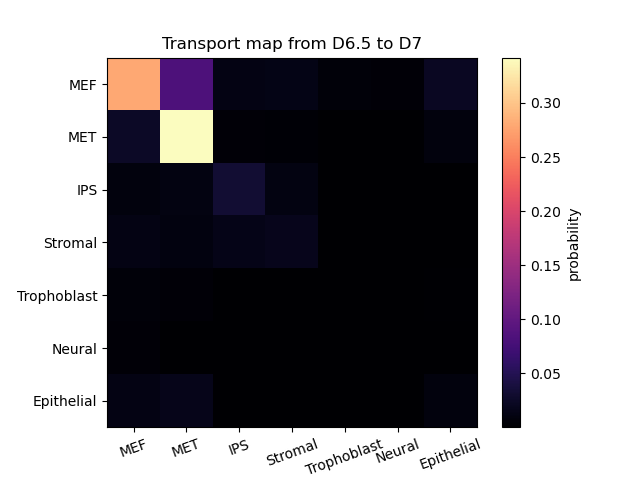 Transport map from D6.5 to D7
MEF
MET
IPS
Stromal
Trophoblast
Neural
Epithelial
MEF
MET
IPS
Stromal
Trophoblast
Neural
Epithelial
0.30
0.25
0.20
0.15
0.10
0.05
probability